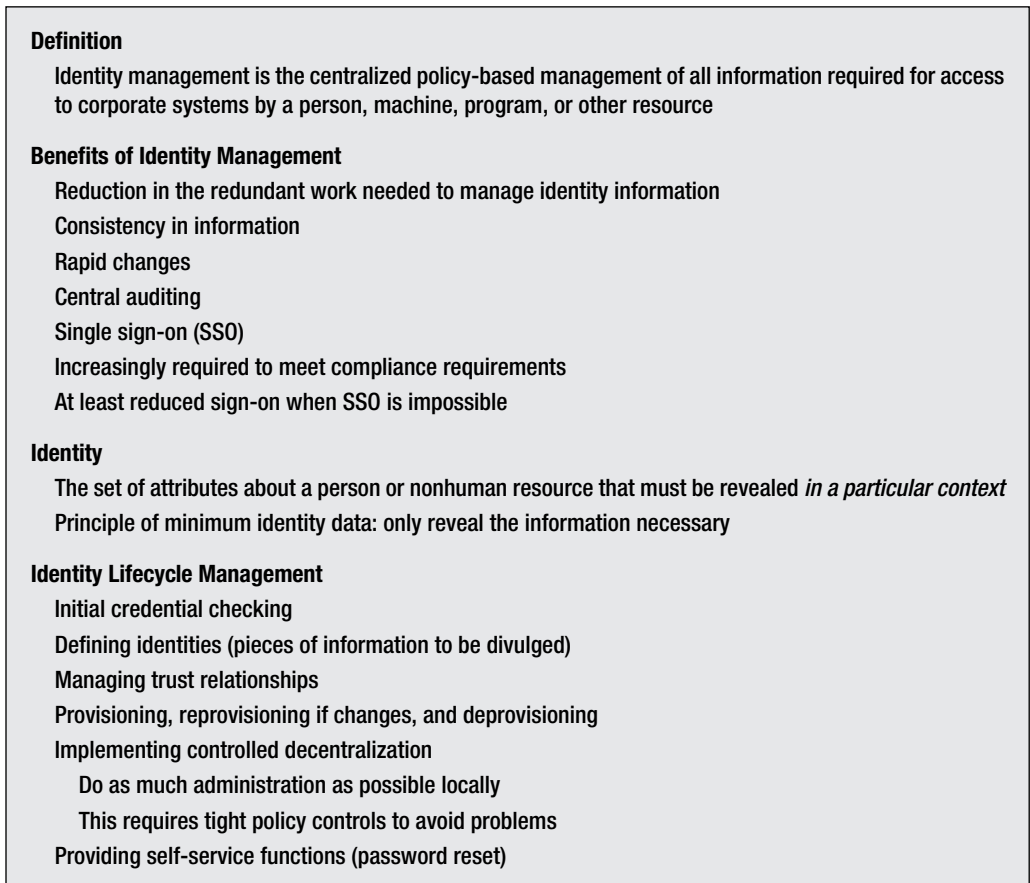 Definition
Identity management is the centralized policy-based management of all information required for access
to corporate systems by a person, machine, program, or other resource
Benefits of Identity Management
Reduction in the redundant work needed to manage identity information
Consistency in information
Rapid changes
Central auditing
Single sign-on (SSO)
Increasingly required to meet compliance requirements
At least reduced sign-on when SSO is impossible
Identity
The set of attributes about a person or nonhuman resource that must be revealed in a particular context
Principle of minimum identity data: only reveal the information necessary
Identity Lifecycle Management
Initial credential checking
Defining identities (pieces of information to be divulged)
Managing trust relationships
Provisioning, reprovisioning if changes, and deprovisioning
Implementing controlled decentralization
Do as much administration as possible locally
This requires tight policy controls to avoid problems
Providing self-service functions (password reset)